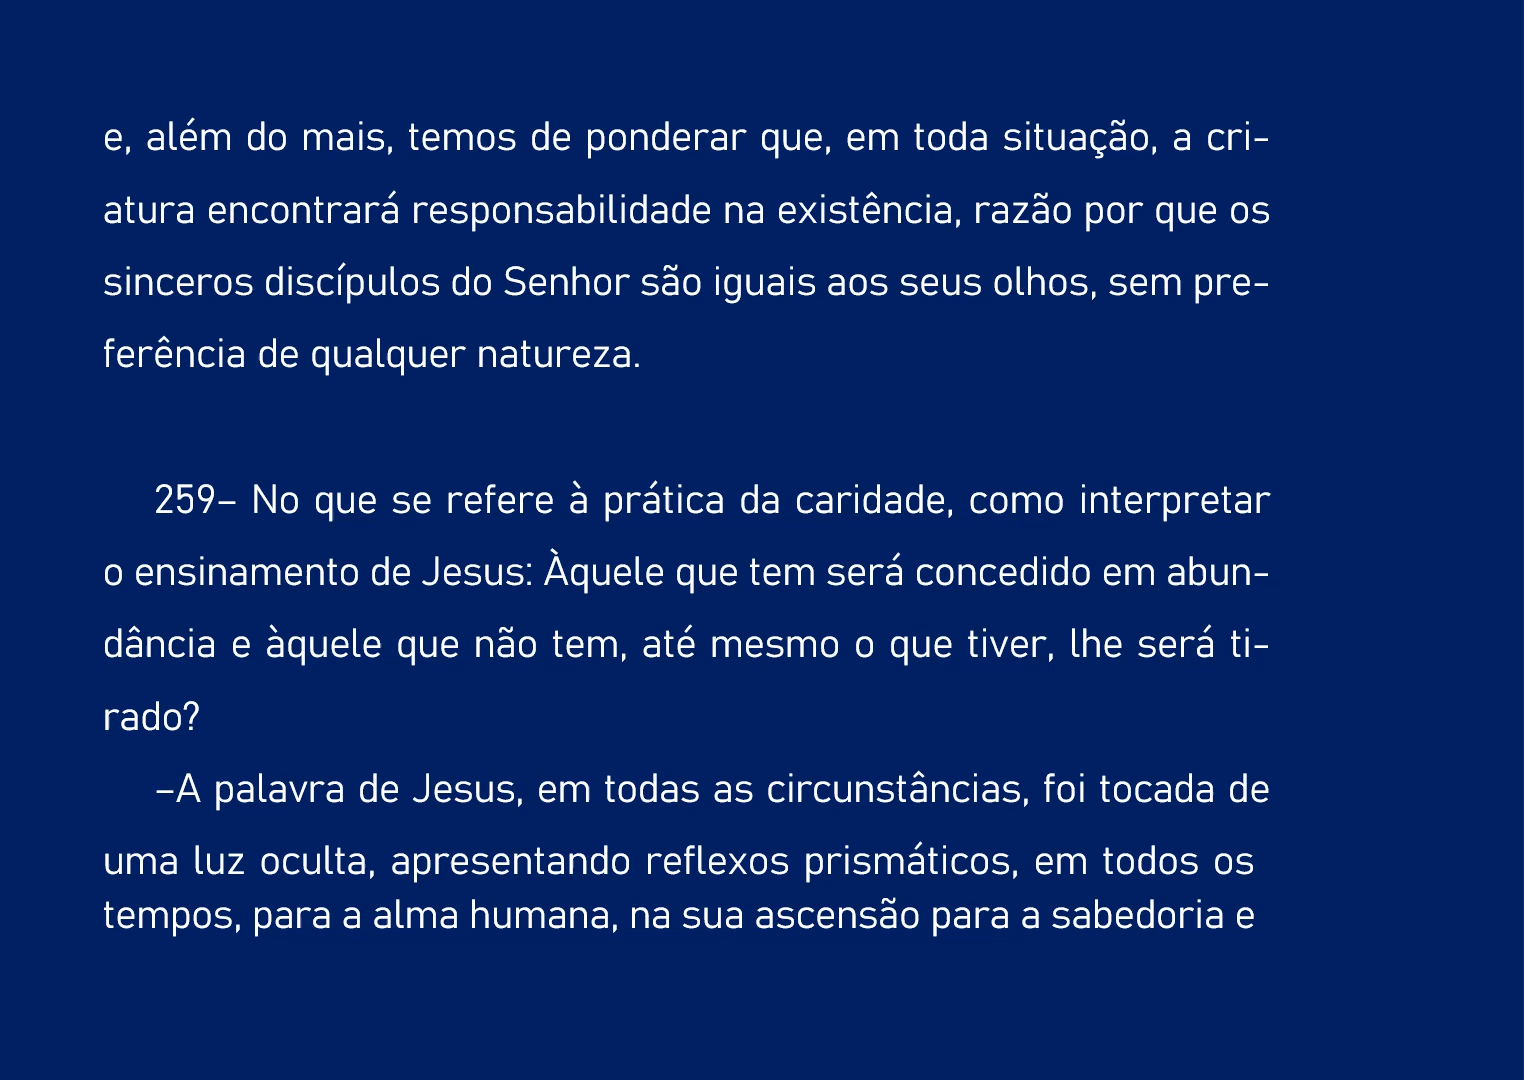 e, além do mais, temos de ponderar que, em toda situação, a cri-
atura encontrará responsabilidade na existência, razão por que os
sinceros discípulos do Senhor são iguais aos seus olhos, sem pre-
ferência de qualquer natureza.
259– No que se refere à prática da caridade, como interpretar
o ensinamento de Jesus: Àquele que tem será concedido em abun-
dância e àquele que não tem, até mesmo o que tiver, lhe será ti-
rado?
–A palavra de Jesus, em todas as circunstâncias, foi tocada de
uma luz oculta, apresentando reflexos prismáticos, em todos os
tempos, para a alma humana, na sua ascensão para a sabedoria e